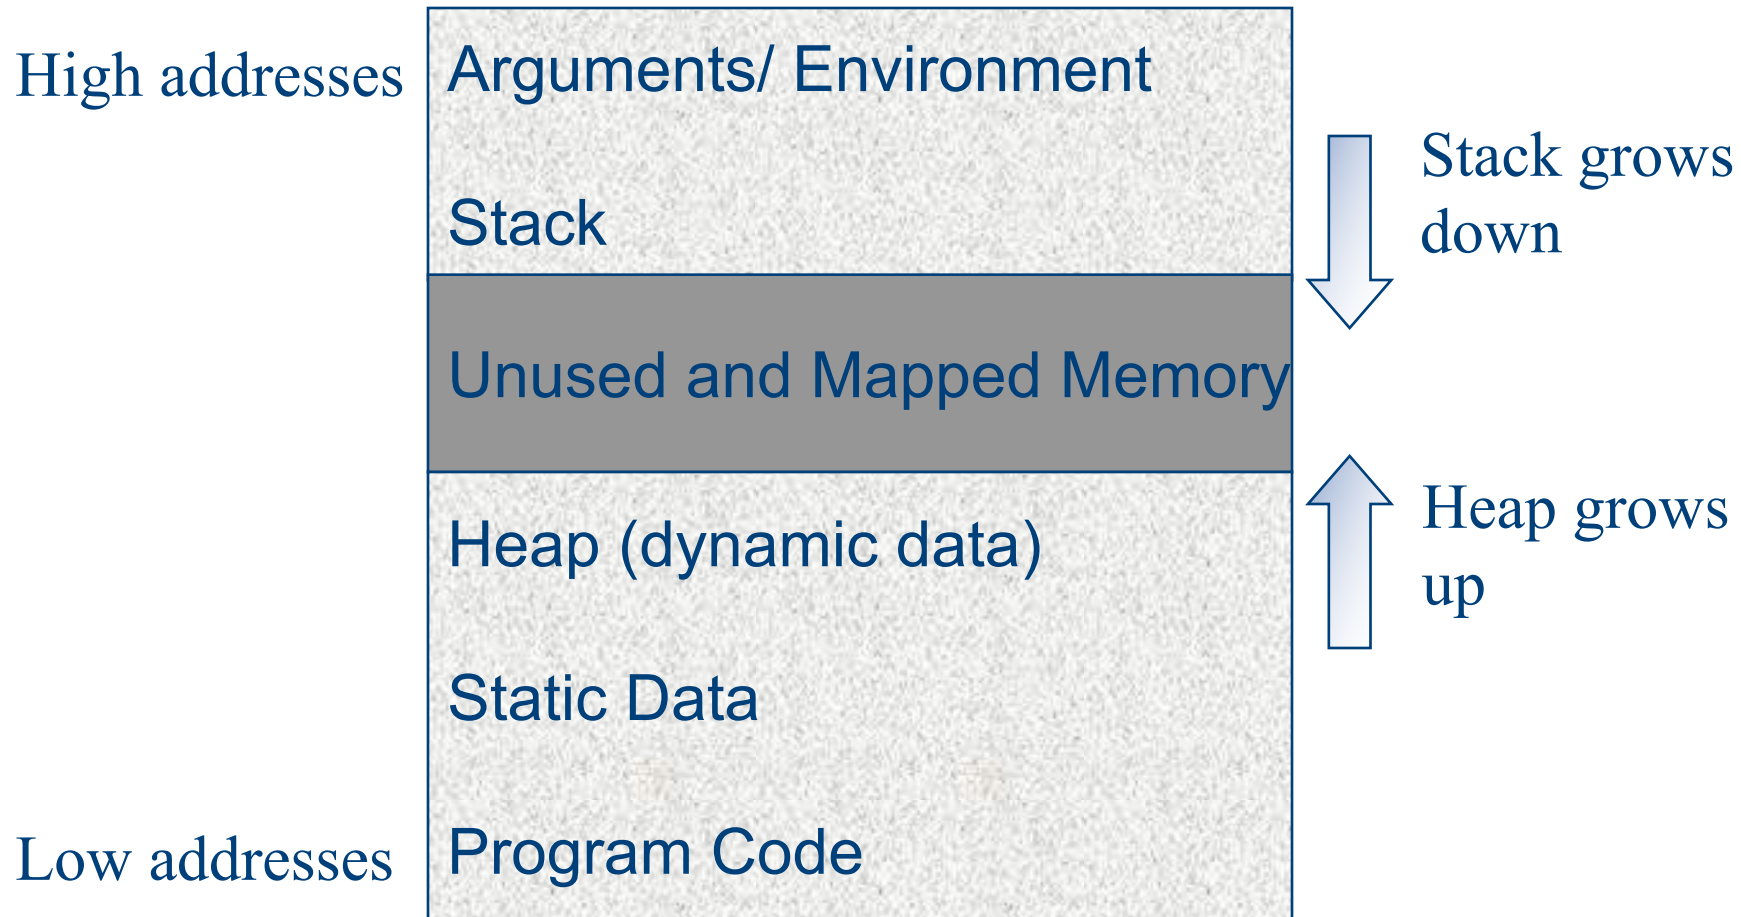 High addresses
Arguments/ Environment
Stack grows
down
Stack
Unused and Mapped Memory
Heap grows
up
Heap (dynamic data)
Static Data
Low addresses
Program Code